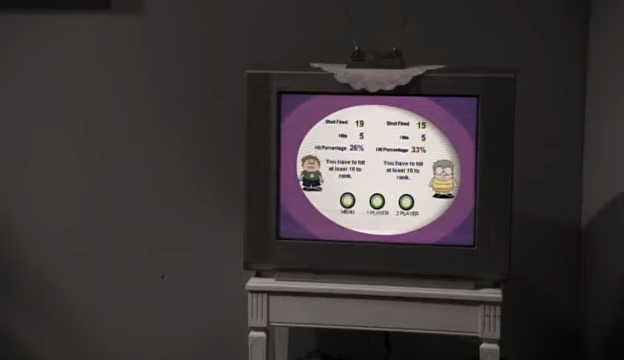 Shot Fired 19
Shot Fired 15
Hits 5
Hits 5
Hit Percentage 26%
Hit Percentage 33%
You have to hit
at least 10 to
rank.
You have to hit
at least 10 to
rank.
MENU
1 PLAYER
2 PLAYER